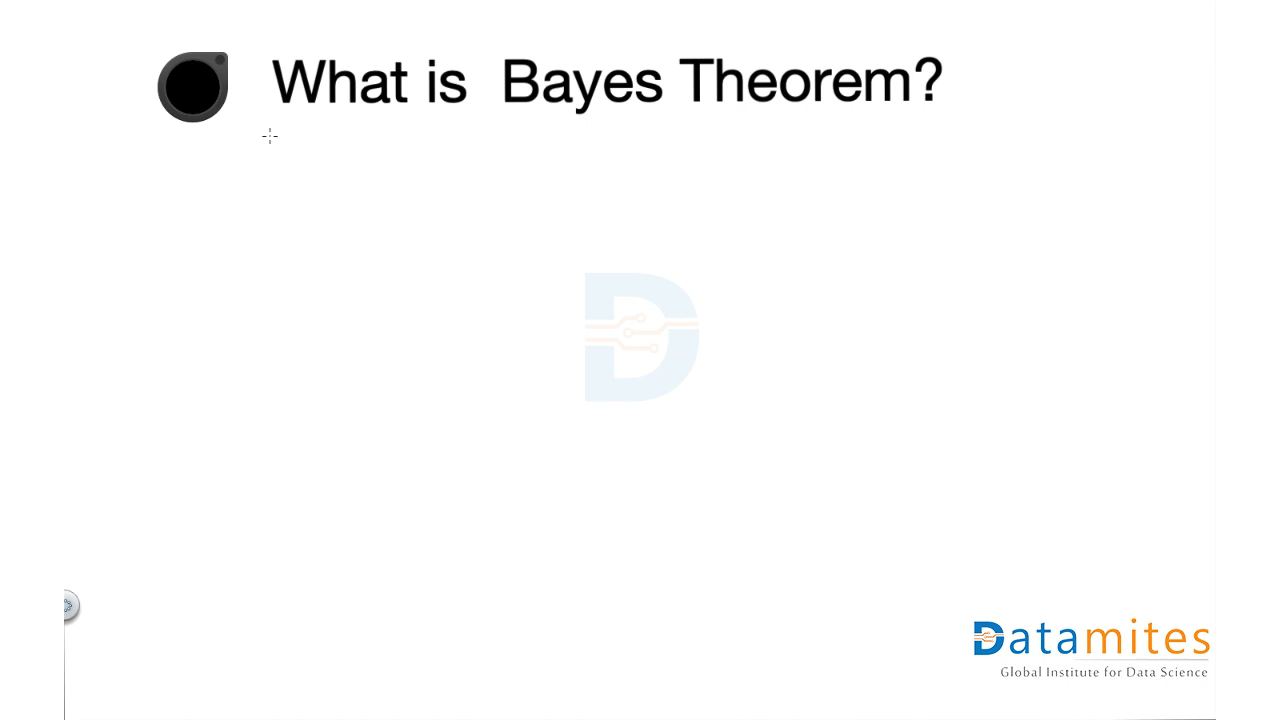 What is Bayes Theorem?
Datamites
Global Institute for Data Science